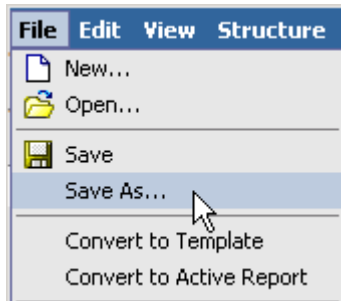 File Edit View Structure
New...
Open...
Save
Save As...
Convert to Template
Convert to Active Report